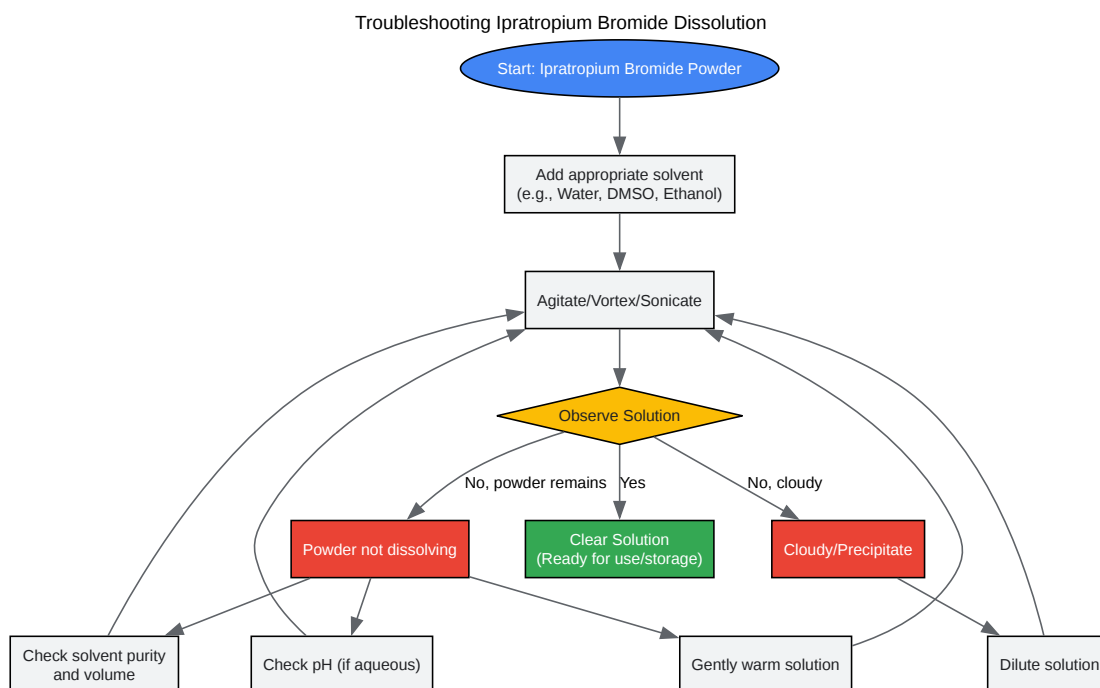 Troubleshooting Ipratropium Bromide Dissolution
Start: Ipratropium Bromide Powder
Add appropriate solvent
(e.g., Water, DMSO, Ethanol)
Agitate/Vortex/Sonicate
Observe Solution
No, powder remains
Yes
No, cloudy
Powder not dissolving
Clear Solution
(Ready for use/storage)
Cloudy/Precipitate
Check solvent purity
and volume
Check pH (if aqueous)
Gently warm solution
Dilute solution